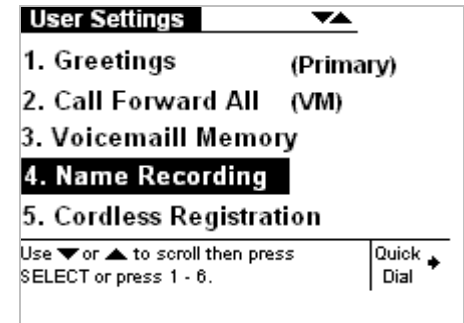 User Settings ▼▲
1. Greetings (Primary)
2. Call Forward All (VM)
3. Voicemaill Memory
4. Name Recording
5. Cordless Registration
Use ▼ or ▲ to scroll then press
SELECT or press 1 - 6.
Quick
Dial